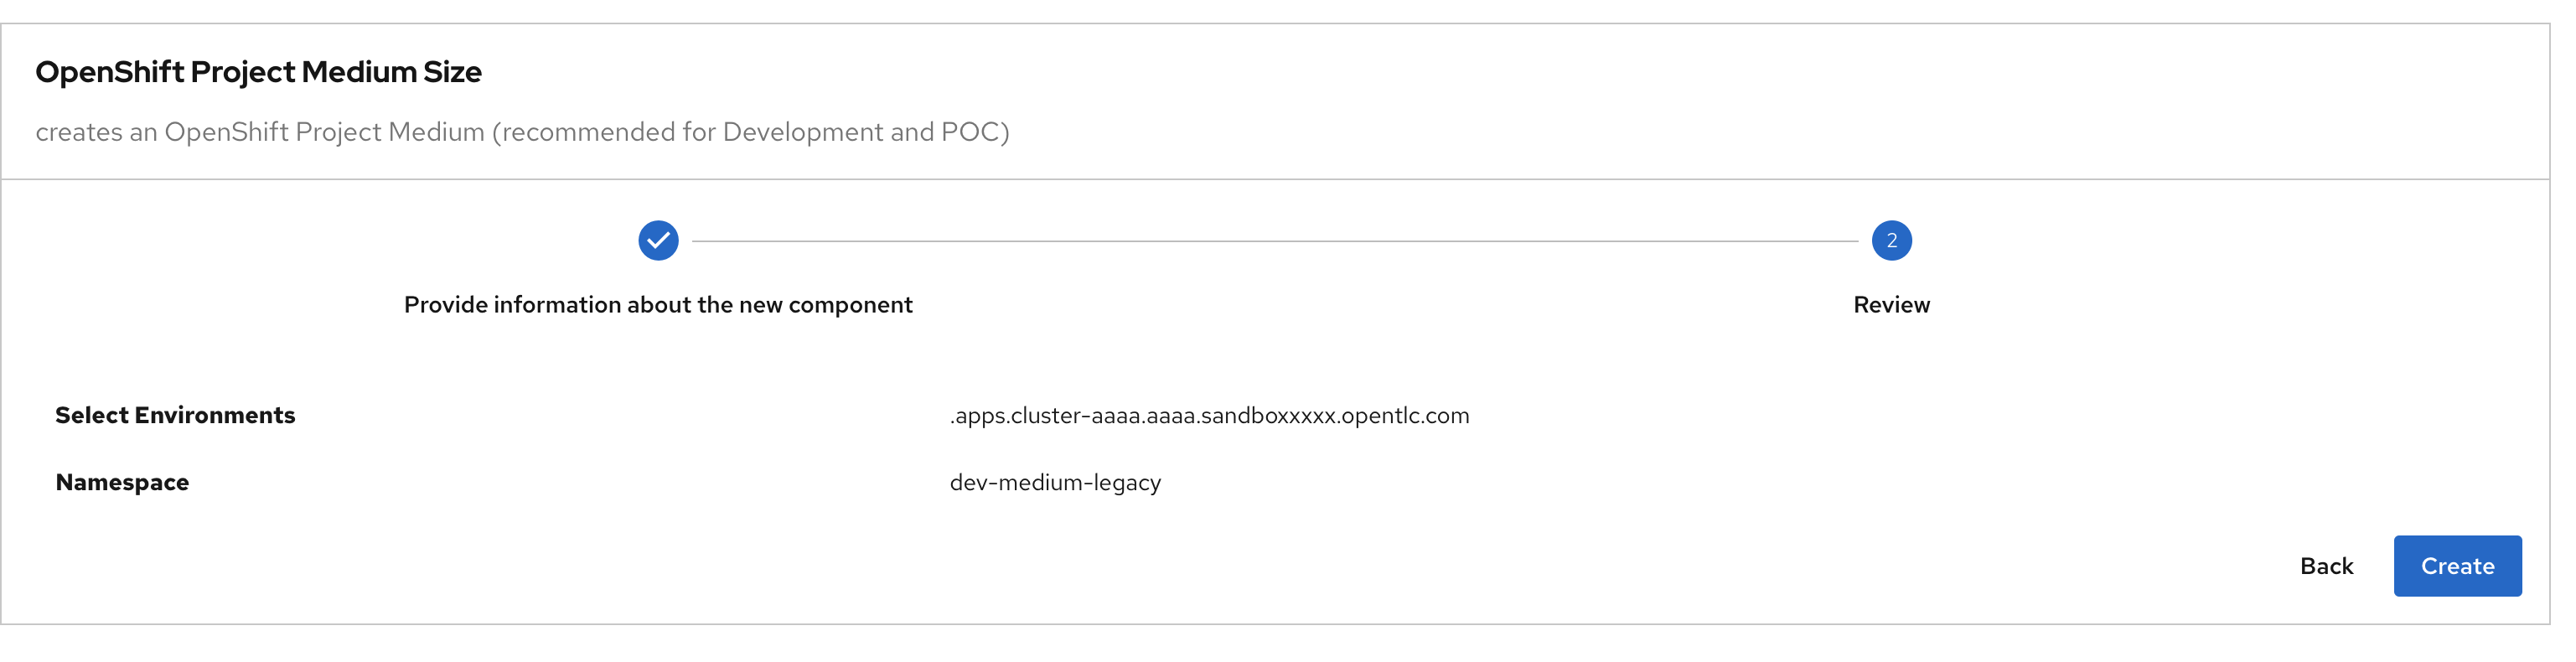 OpenShift Project Medium Size
creates an OpenShift Project Medium (recommended for Development and POC)
2
Provide information about the new component
Review
Select Environments
.apps.cluster-aaaa.aaaa.sandboxxxxx.opentlc.com
Namespace
dev-medium-legacy
Back
Create